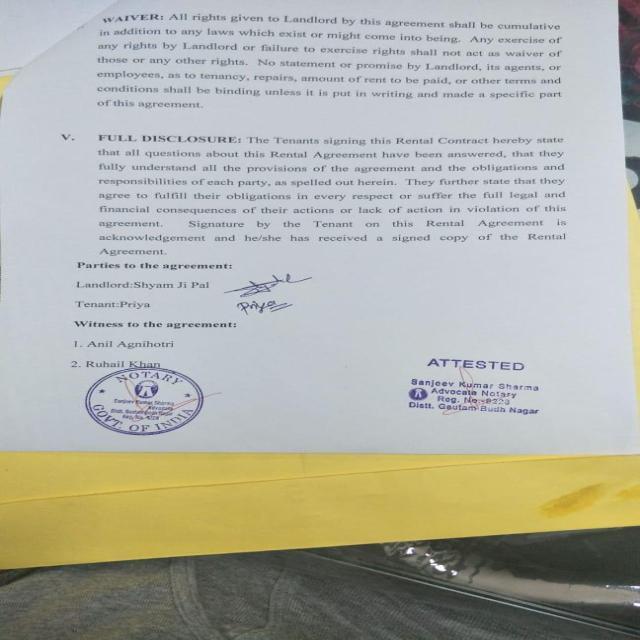 WAIVER: All rights given to Landlord by this agreement shall be cumulative
in addition to any laws which exist or might come into being. Any exercise of
any rights by Landlord or failure to exercise rights shall not act as waiver of
those or any other rights. No statement or promise by Landlord, its agents, or
employees, as to tenancy, repairs, amount of rent to be paid, or other terms and
conditions shall be binding unless it is put in writing and made a specific part
of this agreement.
V. FULL DISCLOSURE: The Tenants signing this Rental Contract hereby state
that all questions about this Rental Agreement have been answered, that they
fully understand all the provisions of the agreement and the obligations and
responsibilities of each party, as spelled out herein. They further state that they
agree to fulfill their obligations in every respect or suffer the full legal and
financial consequences of their actions or lack of action in violation of this
agreement. Signature by the Tenant on this Rental Agreement is
acknowledgement and he/she has received a signed copy of the Rental
Agreement.
Parties to the agreement:
Landlord:Shyam Ji Pal
Tenant:Priya
Priya
Witness to the agreement:
1. Anil Agnihotri
2. Ruhail Khan
NOTARY
Sanjeev Kumar Sharma
Advocate
Distt. Gautam Budh Nagar
GOVT. OF INDIA
ATTESTED
Sanjeev Kumar Sharma
Advocate Notary
Reg. No.
Distt. Gautam Budh Nagar